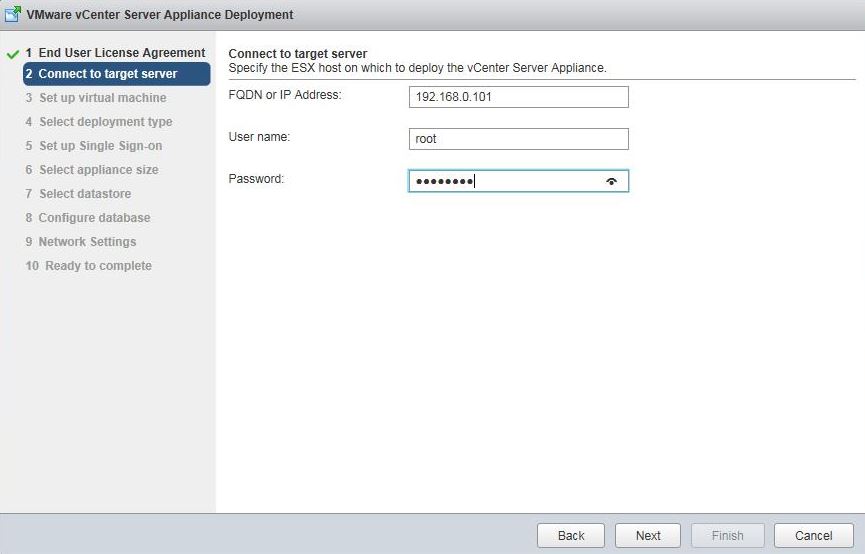 VMware vCenter Server Appliance Deployment
1 End User License Agreement
2 Connect to target server
3 Set up virtual machine
4 Select deployment type
5 Set up Single Sign-on
6 Select appliance size
7 Select datastore
8 Configure database
9 Network Settings
10 Ready to complete
Connect to target server
Specify the ESX host on which to deploy the vCenter Server Appliance.
FQDN or IP Address: 192.168.0.101
User name: root
Password: ••••••••
Back Next Finish Cancel